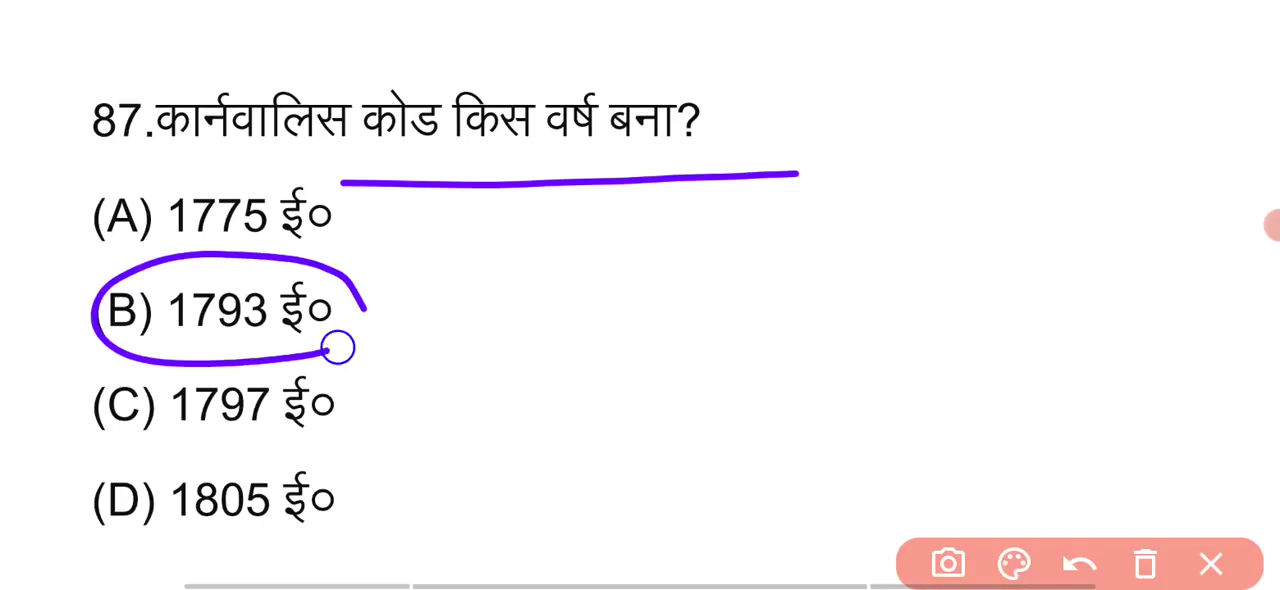 87.कार्नवालिस कोड किस वर्ष बना?
(A) 1775 ई०
(B) 1793 ई०
(C) 1797 ई०
(D) 1805 ई०